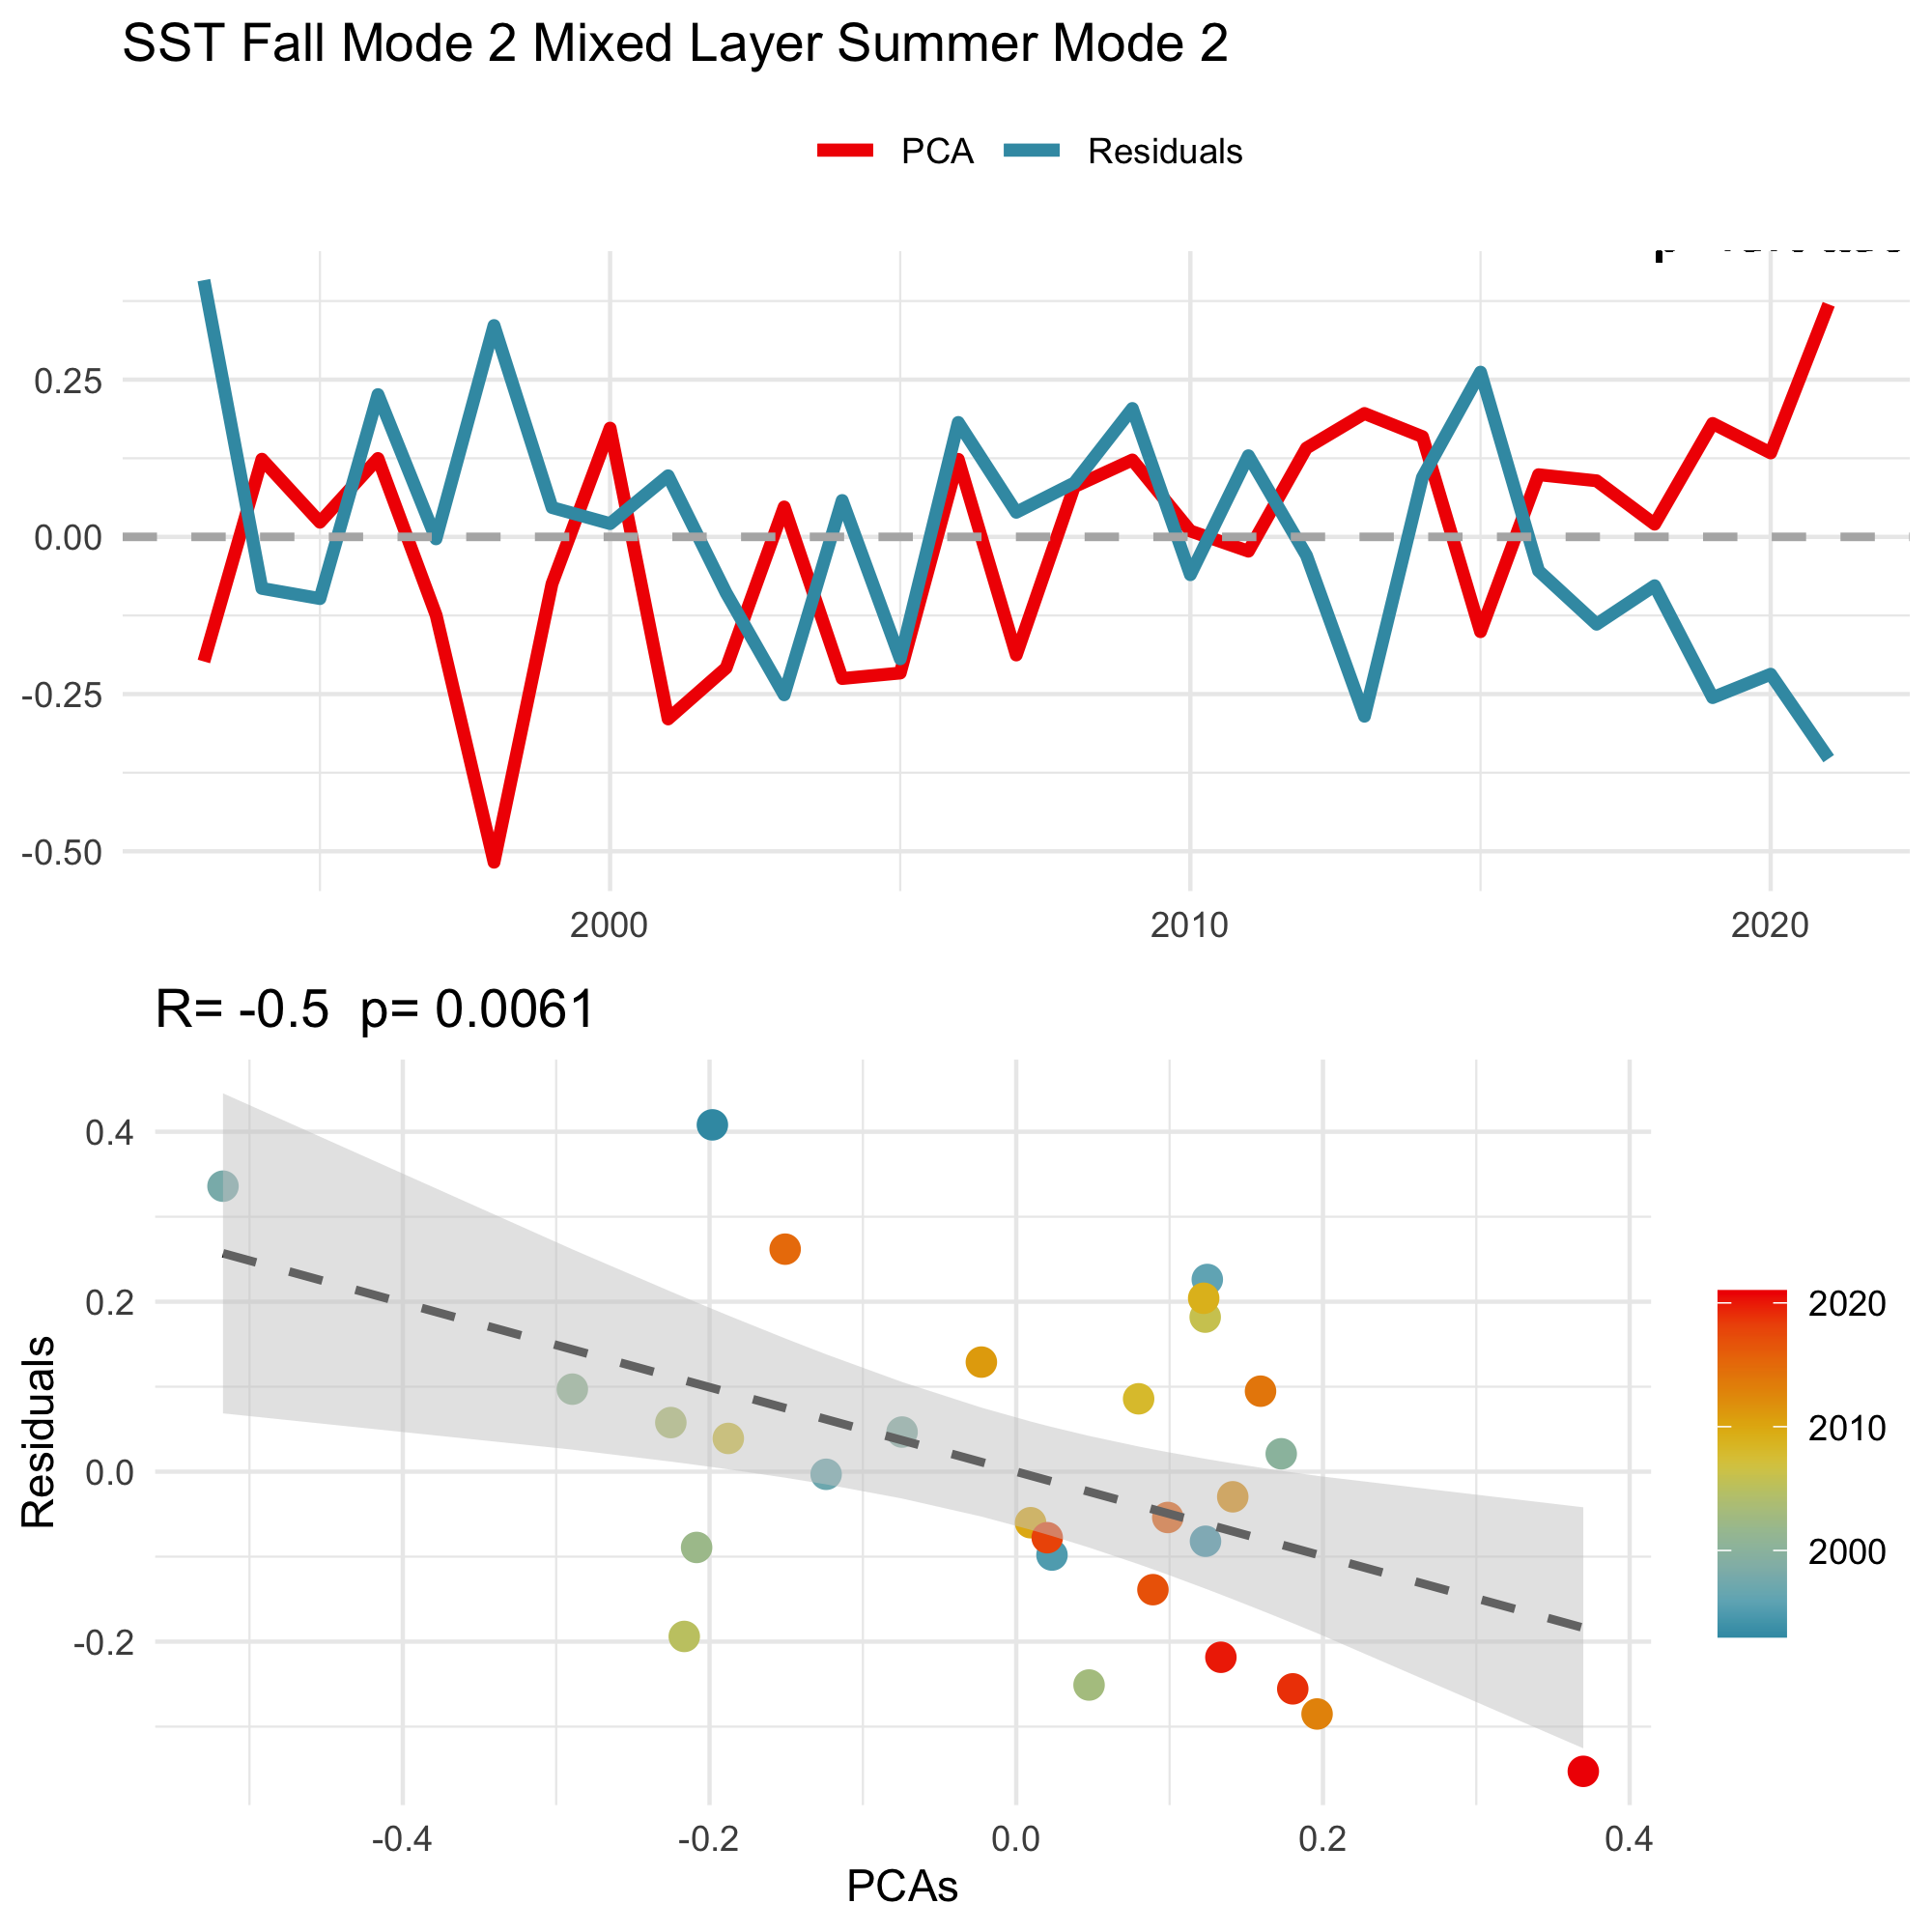 SST Fall Mode 2 Mixed Layer Summer Mode 2
PCA Residuals
0.25
0.00
-0.25
-0.50
2000 2010 2020
R= -0.5 p= 0.0061
Residuals
0.4
0.2
0.0
-0.2
-0.4 -0.2 0.0 0.2 0.4
PCAs
2020
2010
2000